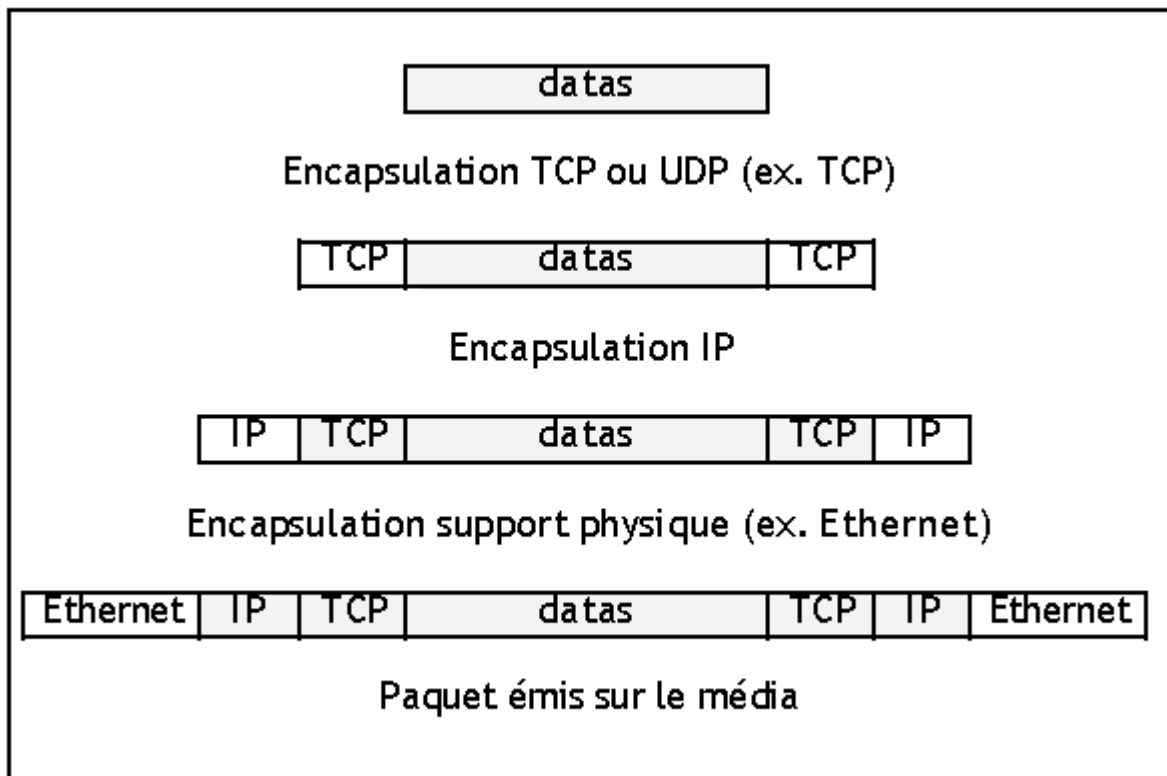 datas
Encapsulation TCP ou UDP (ex. TCP)
TCP datas TCP
Encapsulation IP
IP TCP datas TCP IP
Encapsulation support physique (ex. Ethernet)
Ethernet IP TCP datas TCP IP Ethernet
Paquet émis sur le média